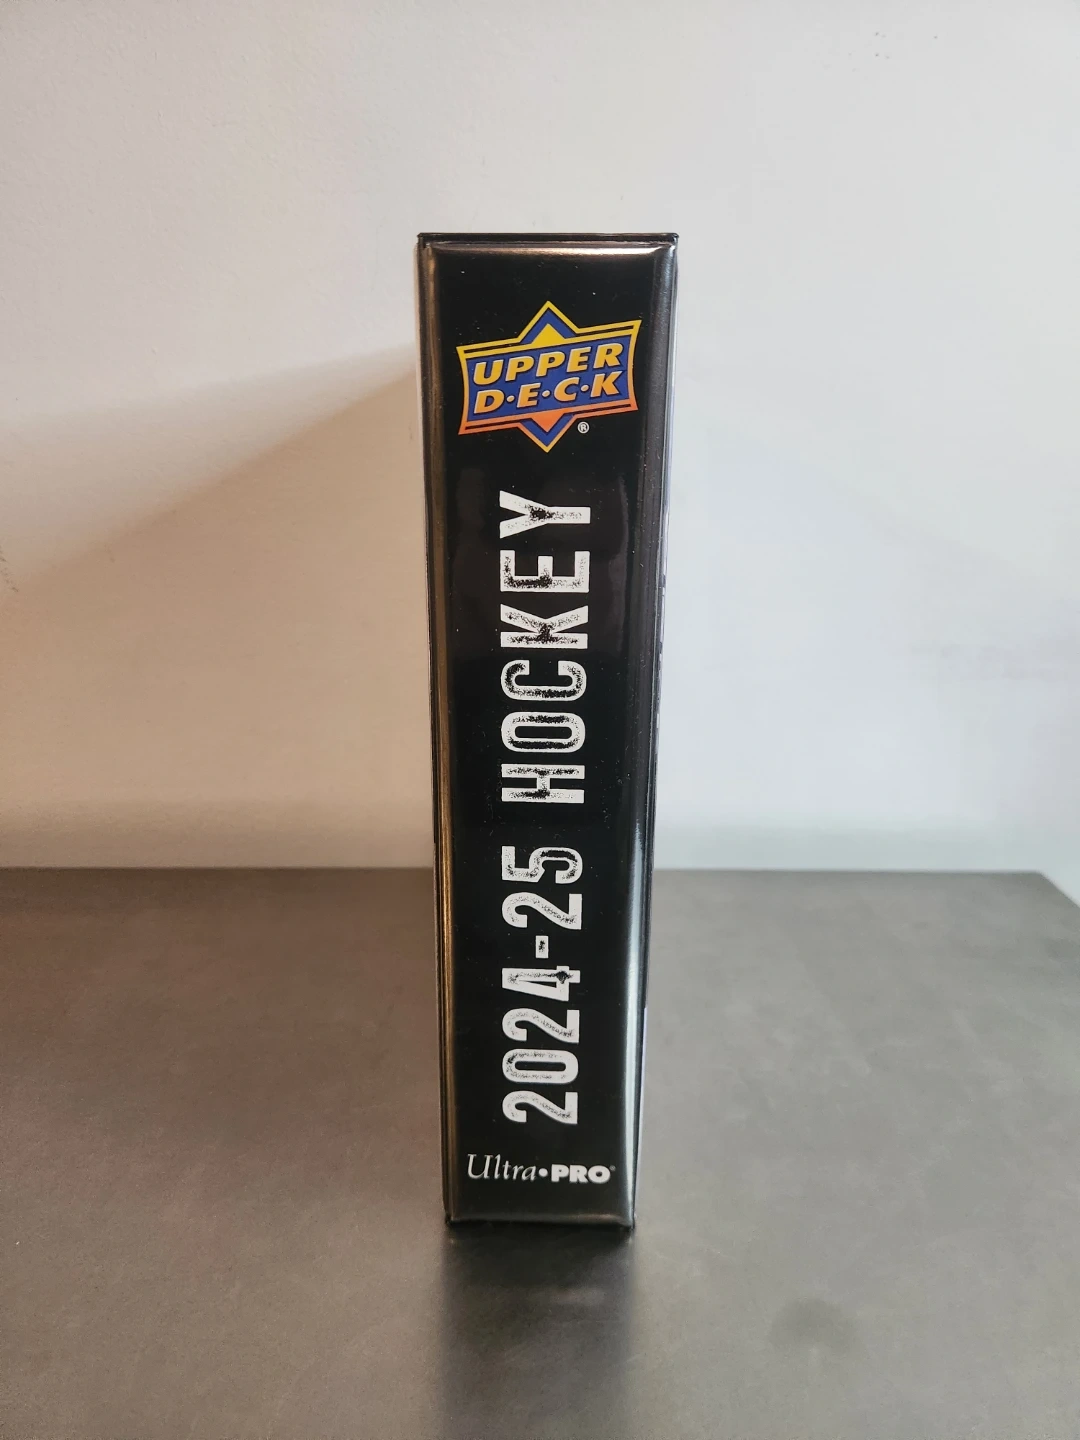 UPPER
D·E·C·K
®
2024-25 HOCKEY
Ultra•PRO®